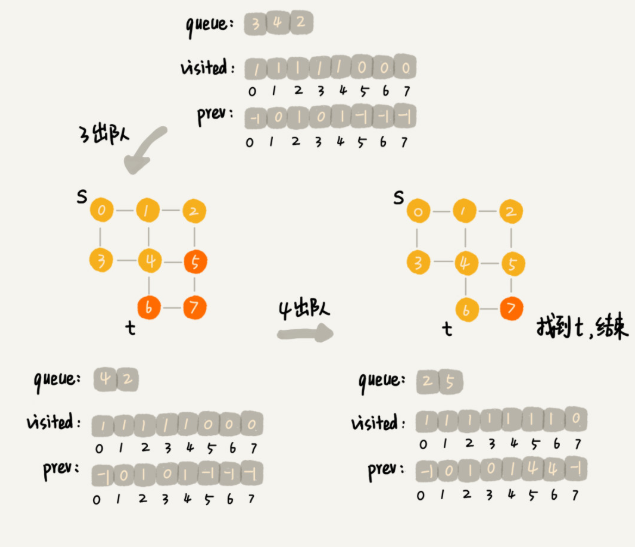 queue: 3 4 2
visited: 1 1 1 1 1 0 0 0
0 1 2 3 4 5 6 7
prev: -1 0 1 0 1 -1 -1 -1
0 1 2 3 4 5 6 7
3出队
S
0 1 2
3 4 5
6 7
t
4出队
S
0 1 2
3 4 5
6 7
t
找到t,结束
queue: 4 2
visited: 1 1 1 1 1 0 0 0
0 1 2 3 4 5 6 7
prev: -1 0 1 0 1 -1 -1 -1
0 1 2 3 4 5 6 7
queue: 2 5
visited: 1 1 1 1 1 1 1 0
0 1 2 3 4 5 6 7
prev: -1 0 1 0 1 4 4 -1
0 1 2 3 4 5 6 7